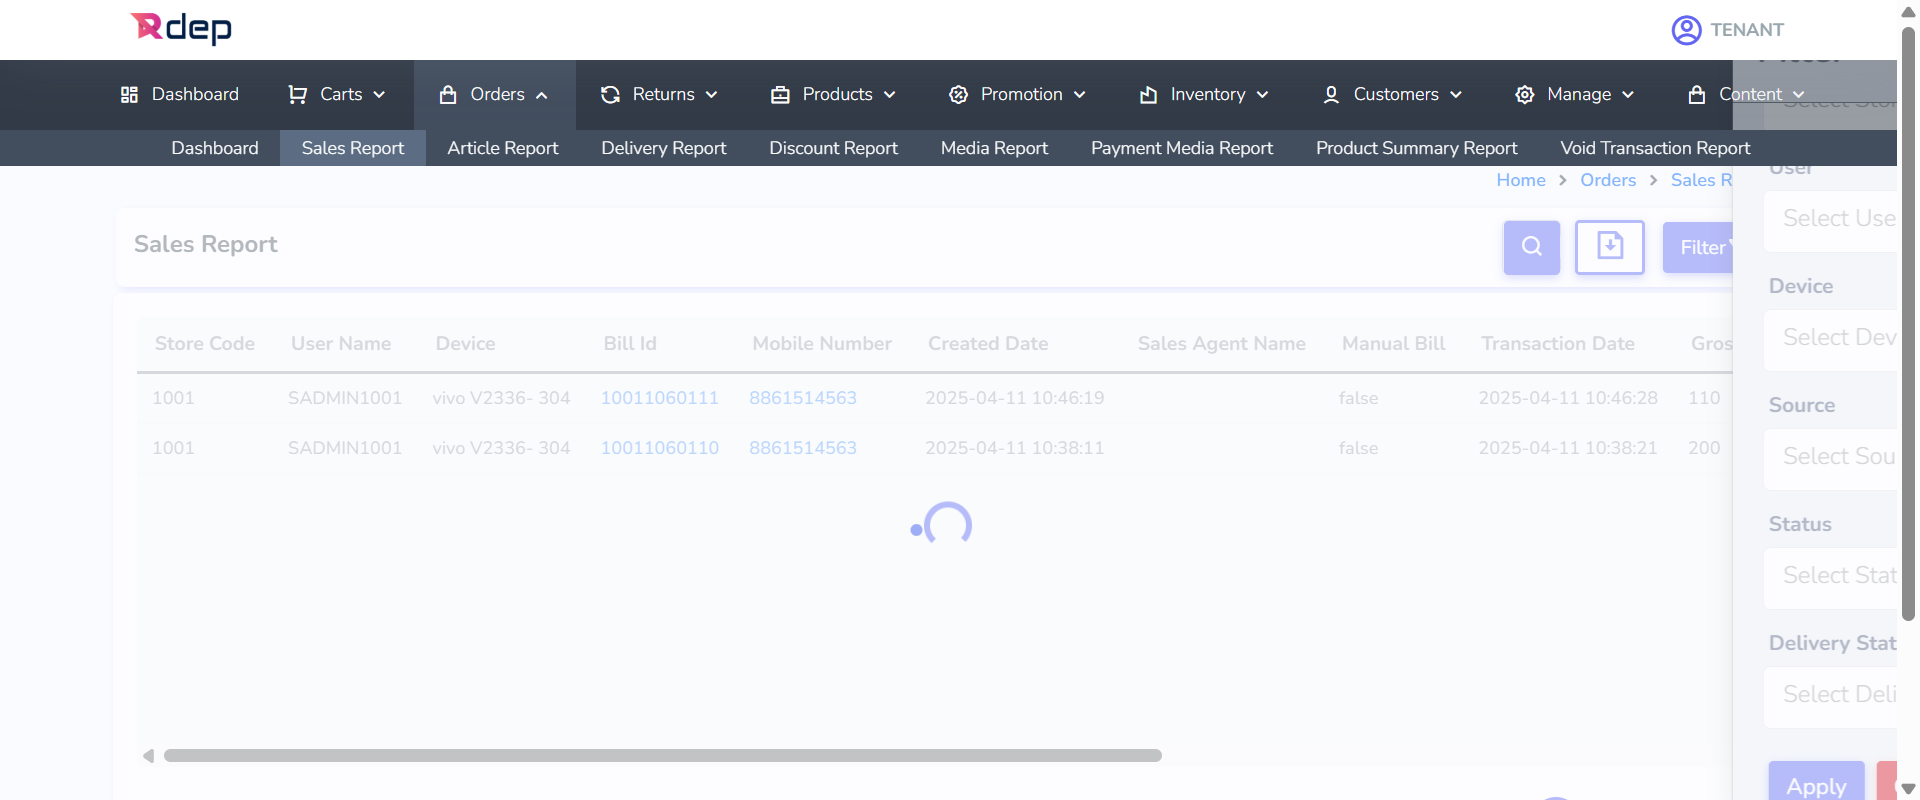 Rdep
TENANT
Dashboard Carts Orders Returns Products Promotion Inventory Customers Manage Content
Dashboard Sales Report Article Report Delivery Report Discount Report Media Report Payment Media Report Product Summary Report Void Transaction Report
Home Orders Sales R
Sales Report
Filter
Store Code User Name Device Bill Id Mobile Number Created Date Sales Agent Name Manual Bill Transaction Date Gros
1001 SADMIN1001 vivo V2336- 304 10011060111 8861514563 2025-04-11 10:46:19 false 2025-04-11 10:46:28 110
1001 SADMIN1001 vivo V2336- 304 10011060110 8861514563 2025-04-11 10:38:11 false 2025-04-11 10:38:21 200
User
Select Use
Device
Select Dev
Source
Select Sou
Status
Select Stat
Delivery Stat
Select Deli
Apply